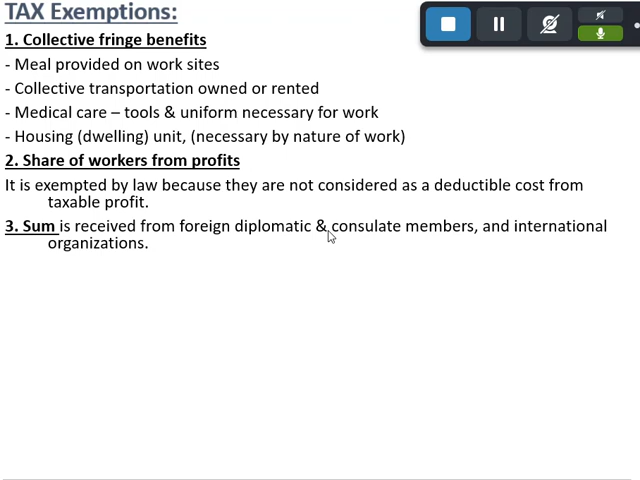 TAX Exemptions:
1. Collective fringe benefits
- Meal provided on work sites
- Collective transportation owned or rented
- Medical care – tools & uniform necessary for work
- Housing (dwelling) unit, (necessary by nature of work)
2. Share of workers from profits
It is exempted by law because they are not considered as a deductible cost from
taxable profit.
3. Sum is received from foreign diplomatic & consulate members, and international
organizations.